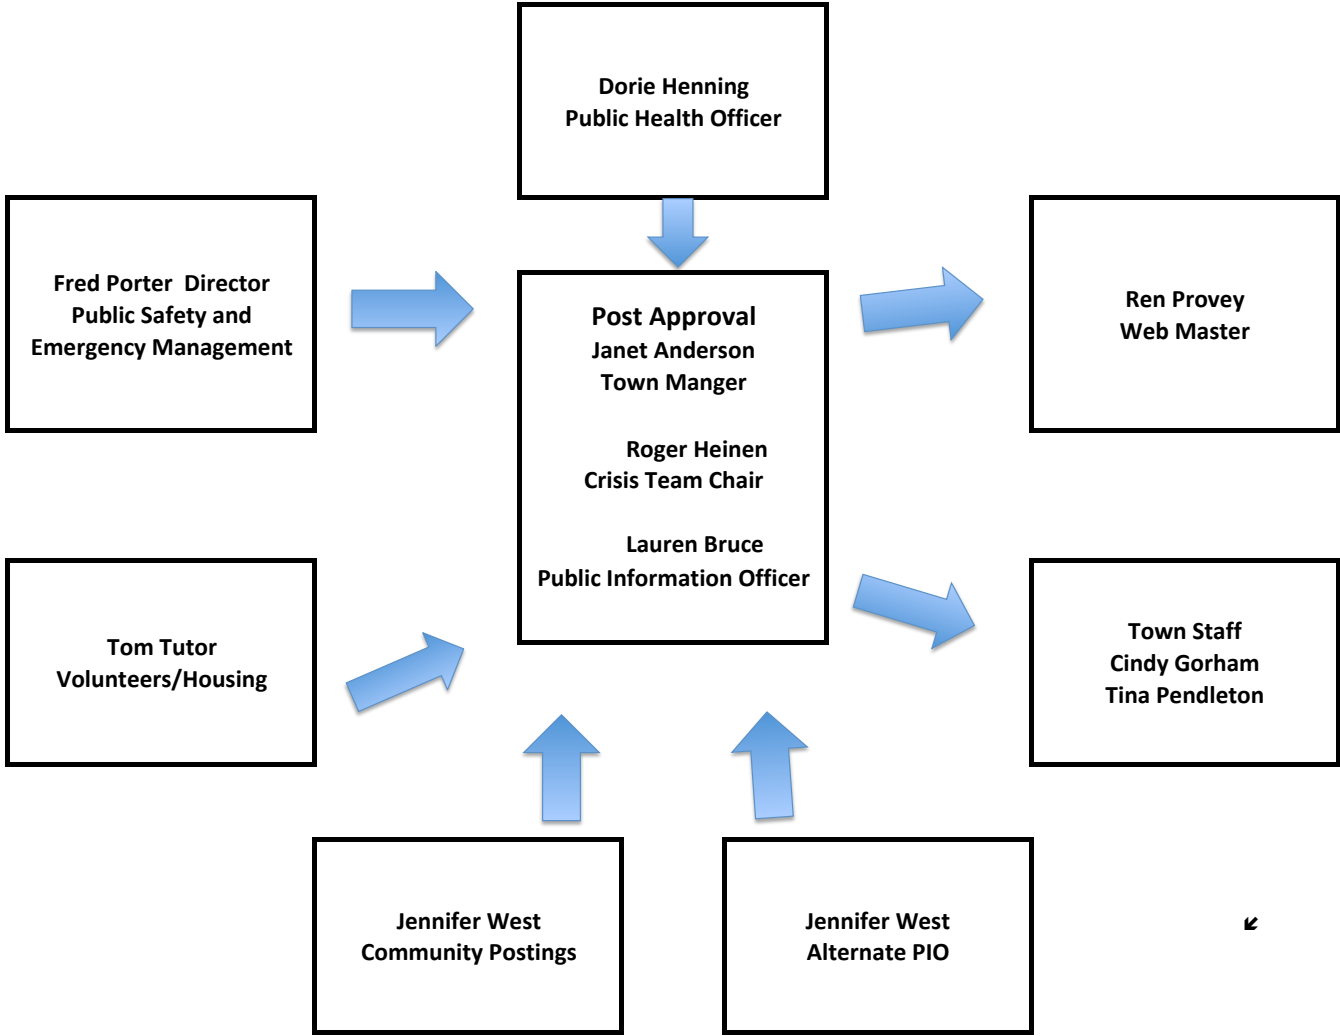 Dorie Henning
Public Health Officer
Fred Porter  Director
Public Safety and
Emergency Management
Post Approval
Janet Anderson
Town Manger
Roger Heinen
Crisis Team Chair
Lauren Bruce
Public Information Officer
Ren Provey
Web Master
Tom Tutor
Volunteers/Housing
Town Staff
Cindy Gorham
Tina Pendleton
Jennifer West
Community Postings
Jennifer West
Alternate PIO